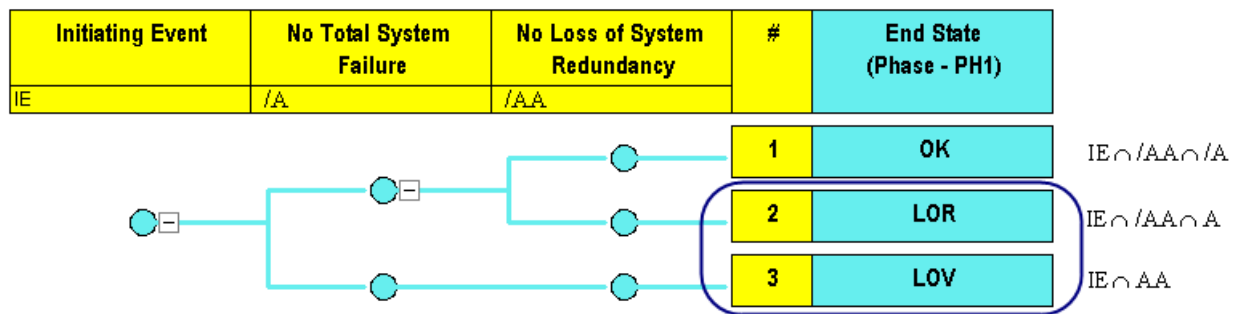 Initiating Event
No Total System
Failure
No Loss of System
Redundancy
#
End State
(Phase - PH1)
IE
/A
/AA
1
OK
IE∩/AA∩/A
2
LOR
IE∩/AA∩A
3
LOV
IE∩AA